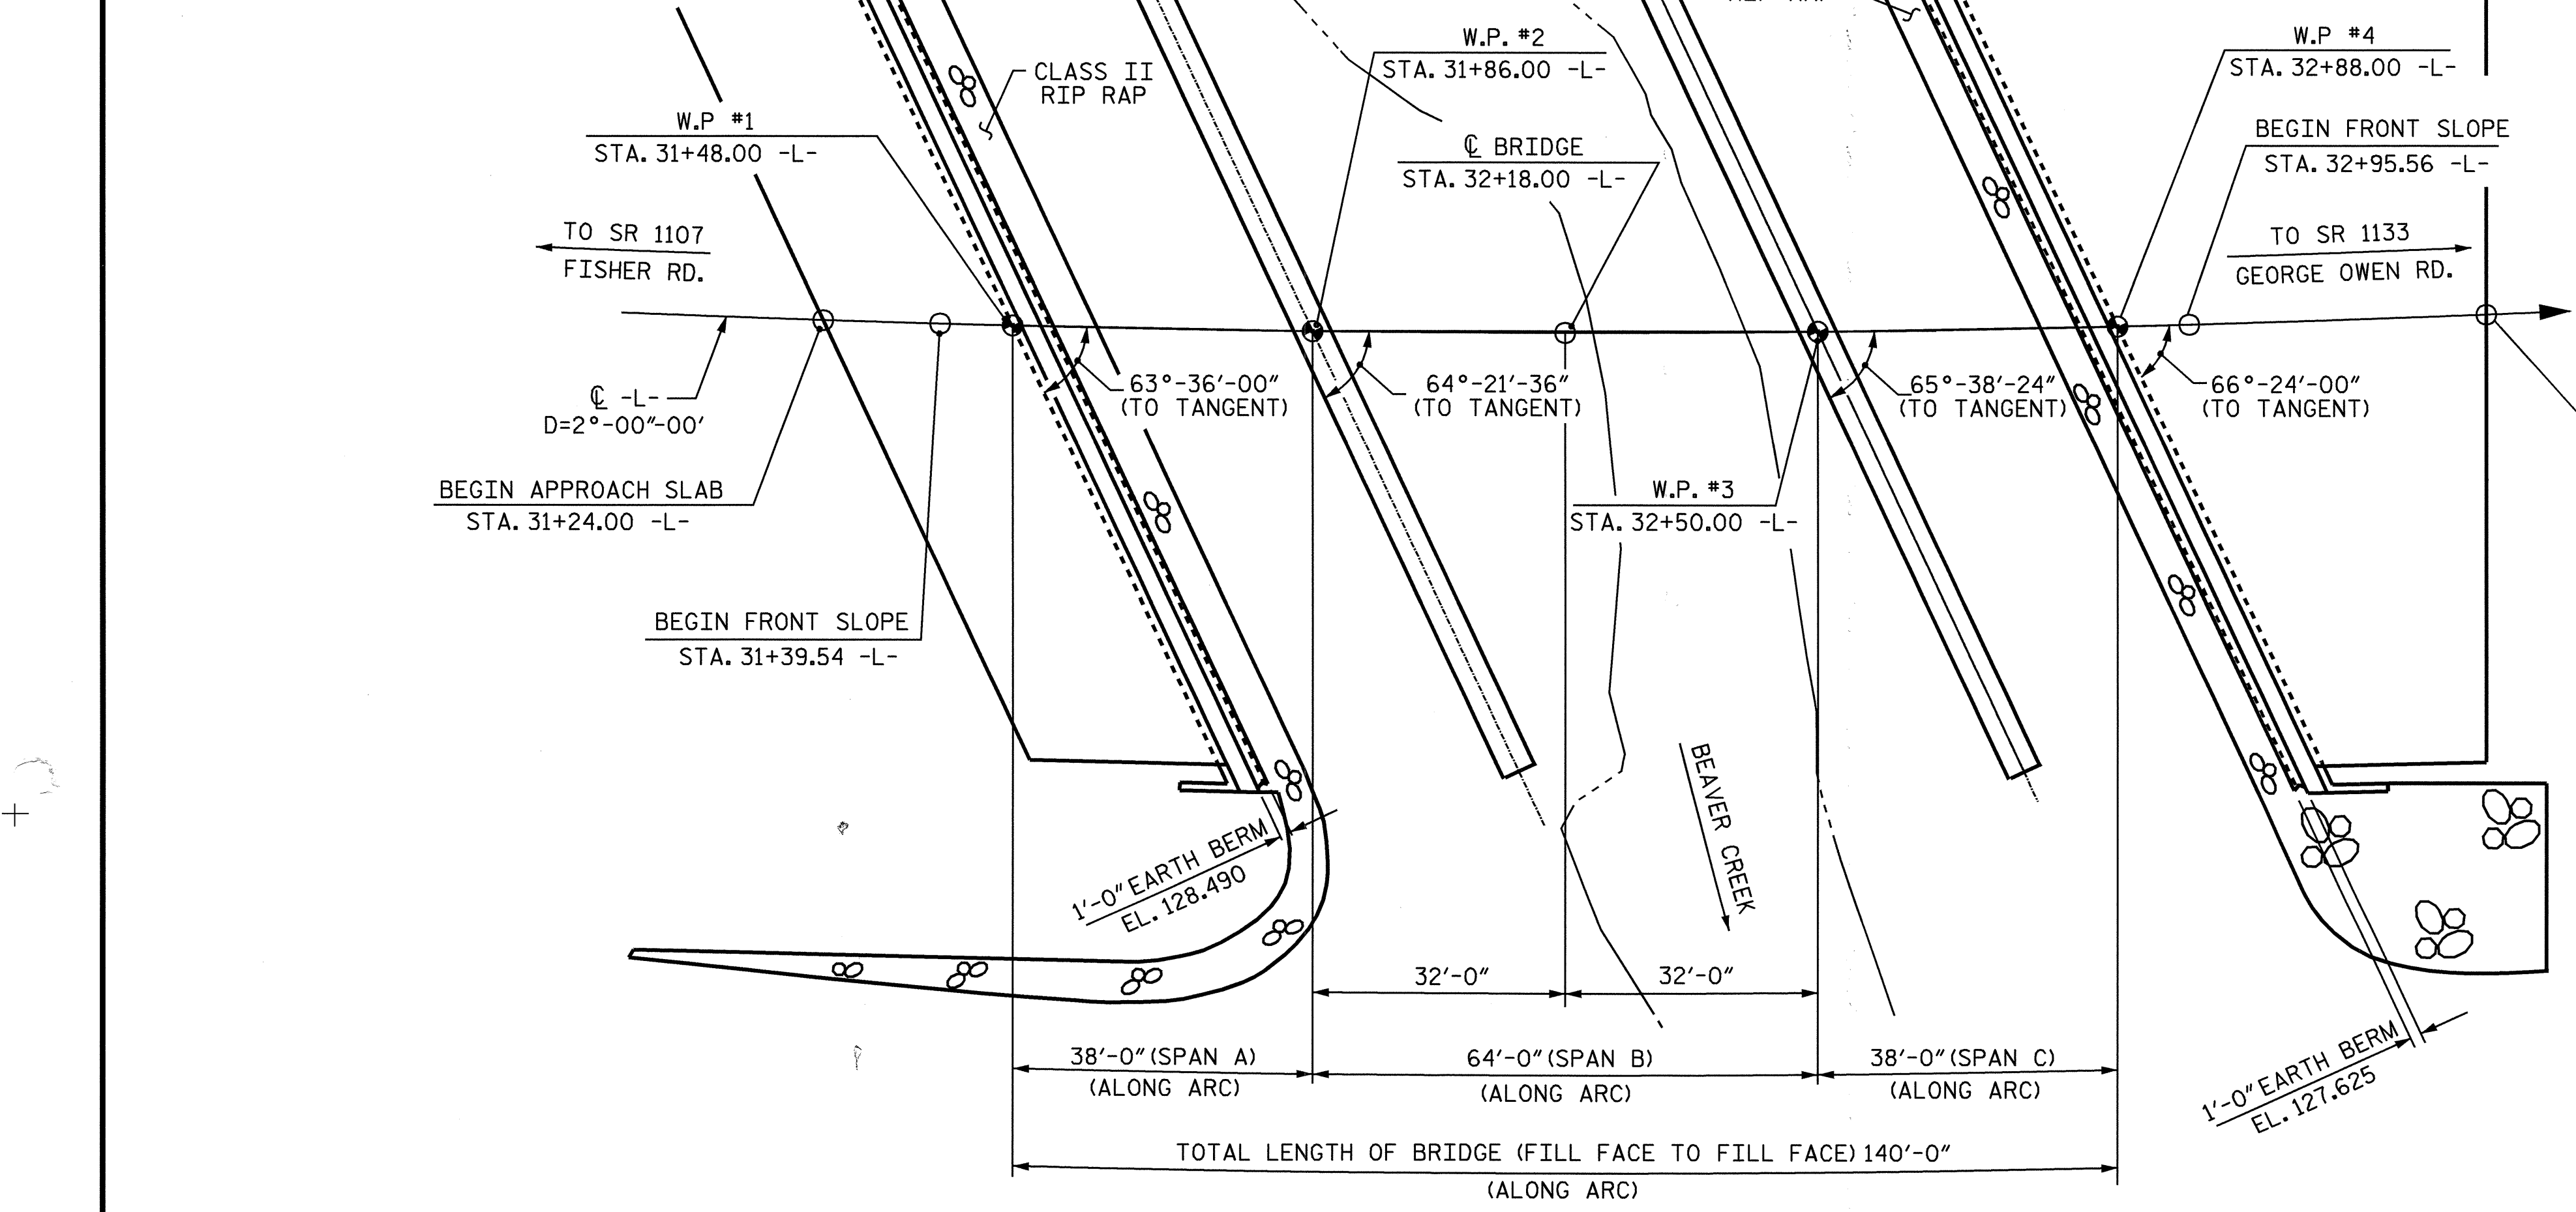 W.P. #2
STA. 31+86.00 -L-
W.P #4
STA. 32+88.00 -L-
CLASS II
RIP RAP
W.P #1
STA. 31+48.00 -L-
℄ BRIDGE
STA. 32+18.00 -L-
BEGIN FRONT SLOPE
STA. 32+95.56 -L-
TO SR 1107
FISHER RD.
TO SR 1133
GEORGE OWEN RD.
℄ -L-
D=2°-00"-00'
63°-36'-00"
(TO TANGENT)
64°-21'-36"
(TO TANGENT)
65°-38'-24"
(TO TANGENT)
66°-24'-00"
(TO TANGENT)
BEGIN APPROACH SLAB
STA. 31+24.00 -L-
W.P. #3
STA. 32+50.00 -L-
BEGIN FRONT SLOPE
STA. 31+39.54 -L-
1'-0" EARTH BERM
EL. 128.490
BEAVER CREEK
32'-0"
32'-0"
38'-0" (SPAN A)
(ALONG ARC)
64'-0" (SPAN B)
(ALONG ARC)
38'-0" (SPAN C)
(ALONG ARC)
1'-0" EARTH BERM
EL. 127.625
TOTAL LENGTH OF BRIDGE (FILL FACE TO FILL FACE) 140'-0"
(ALONG ARC)